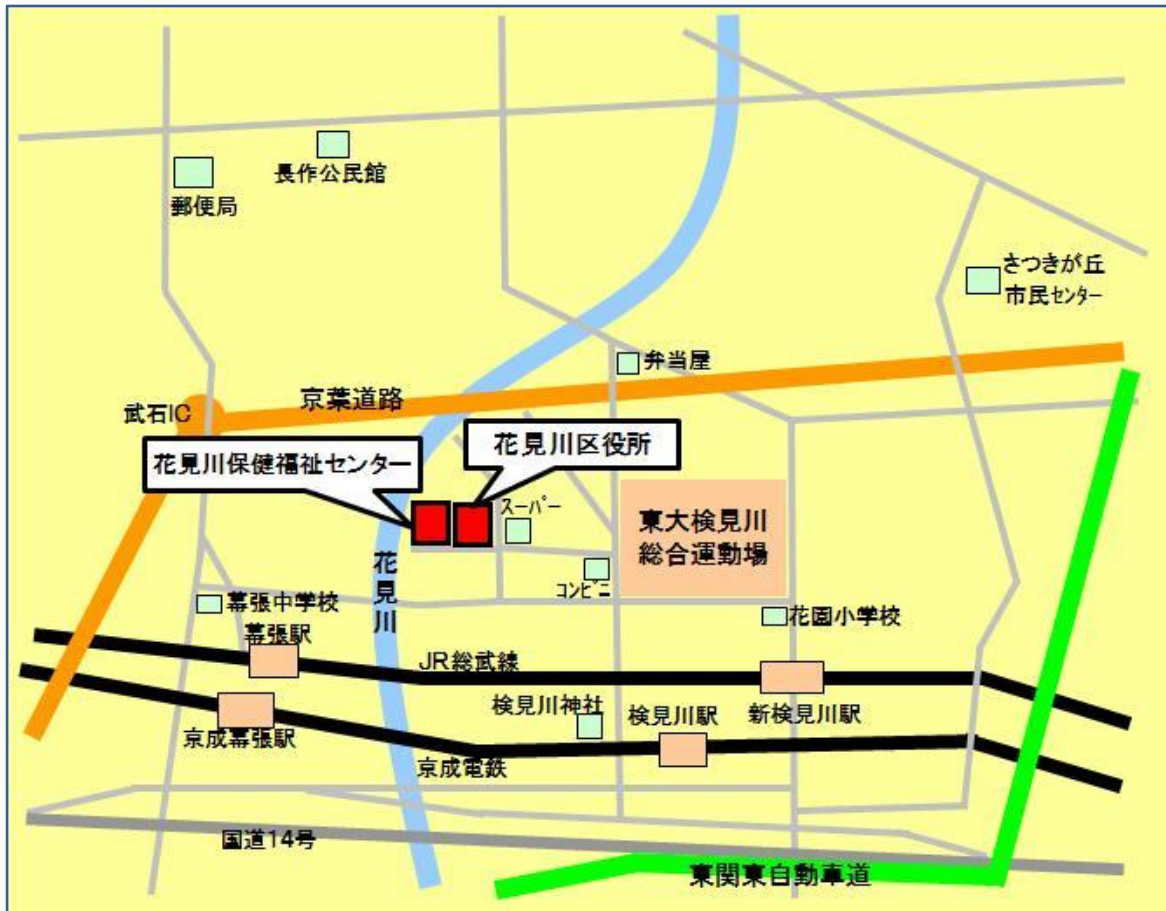 長作公民館
郵便局
さつきが丘
市民センター
弁当屋
京葉道路
武石IC
花見川区役所
花見川保健福祉センター
スーパー
東大検見川
総合運動場
花見川
コンビニ
幕張中学校
花園小学校
幕張駅
JR総武線
検見川神社
検見川駅
新検見川駅
京成幕張駅
京成電鉄
国道14号
東関東自動車道